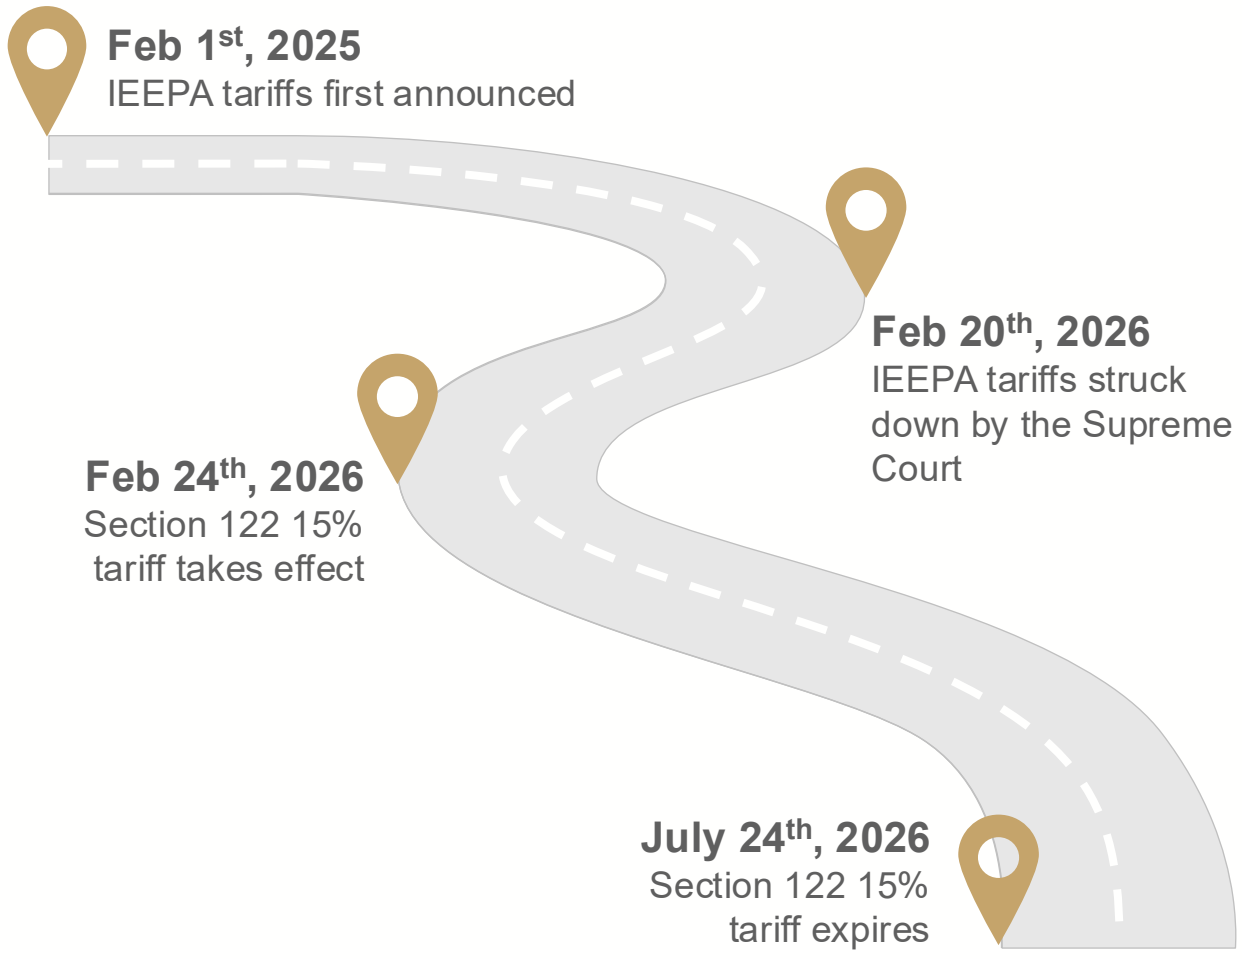 Feb 1st, 2025
IEEPA tariffs first announced
Feb 20th, 2026
IEEPA tariffs struck
down by the Supreme
Court
Feb 24th, 2026
Section 122 15%
tariff takes effect
July 24th, 2026
Section 122 15%
tariff expires